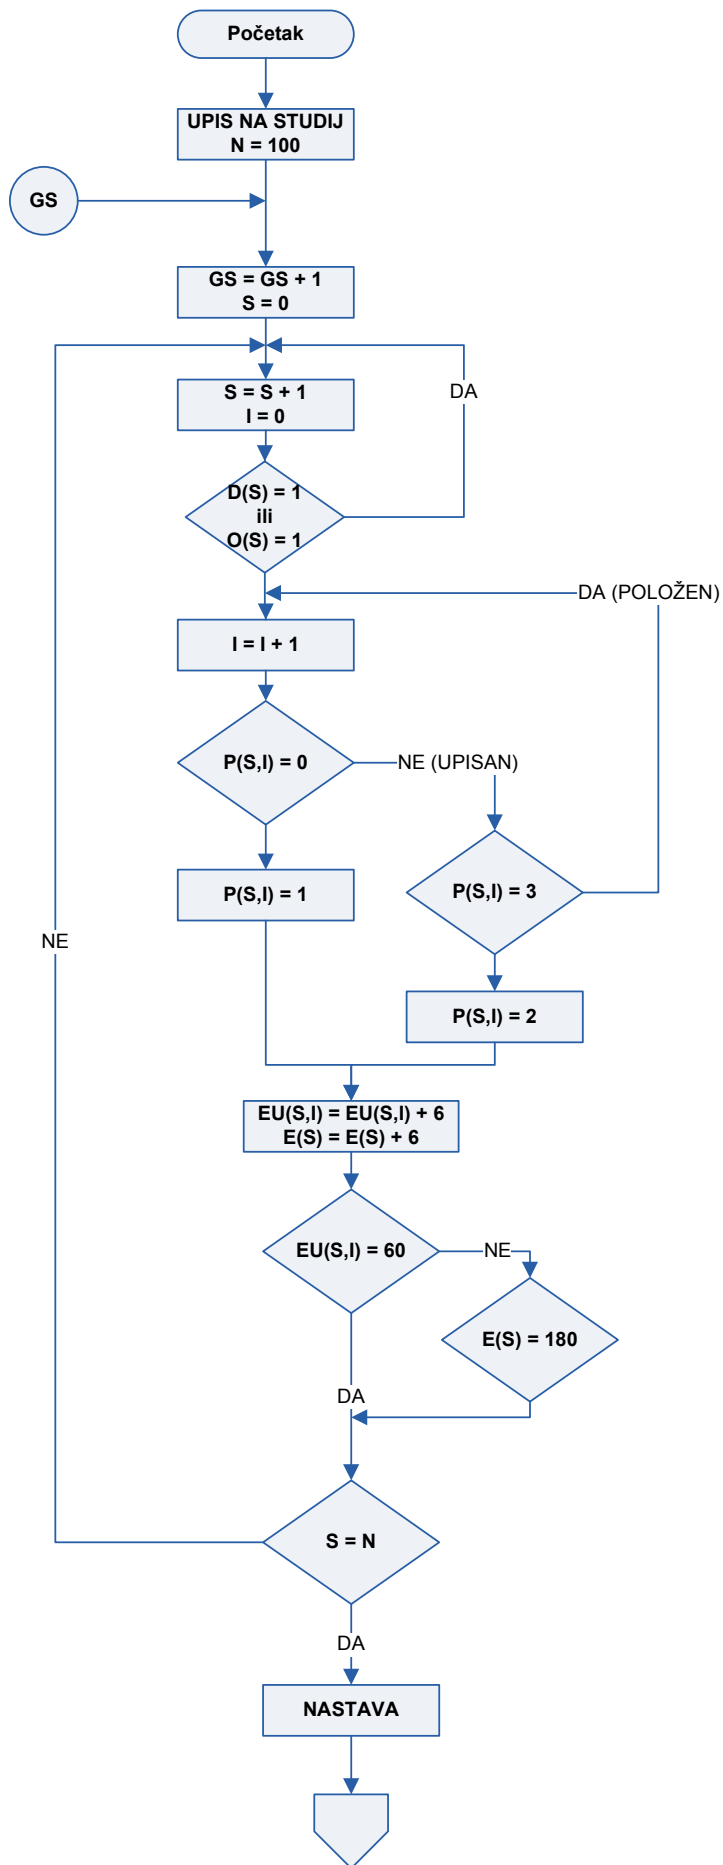 Početak
UPIS NA STUDIJ
N = 100
GS
GS = GS + 1
S = 0
S = S + 1
I = 0
DA
D(S) = 1
ili
O(S) = 1
DA (POLOŽEN)
I = I + 1
P(S,I) = 0
NE (UPISAN)
P(S,I) = 1
P(S,I) = 3
NE
P(S,I) = 2
EU(S,I) = EU(S,I) + 6
E(S) = E(S) + 6
EU(S,I) = 60
NE
E(S) = 180
DA
S = N
DA
NASTAVA